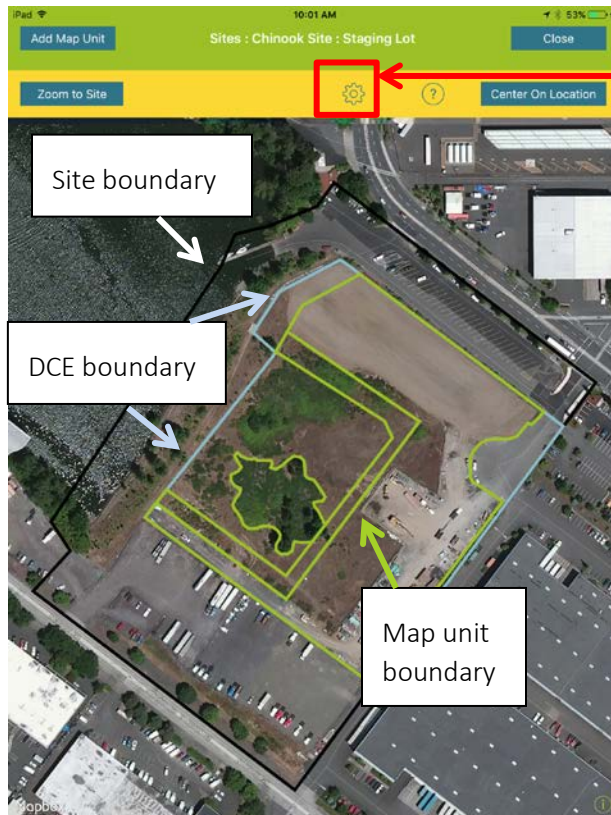 iPad 10:01 AM 53%
Add Map Unit Sites : Chinook Site : Staging Lot Close
Zoom to Site ? Center On Location
Site boundary
DCE boundary
Map unit
boundary
mapbox